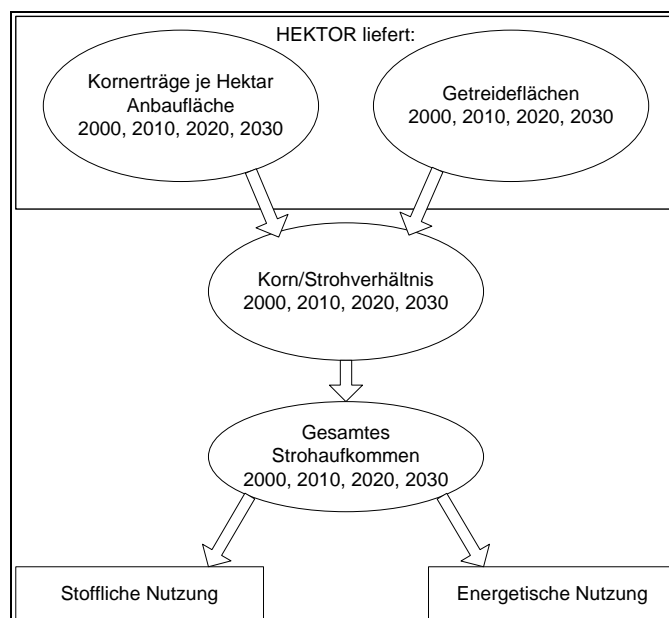 HEKTOR liefert:
Kornerträge je Hektar
Anbaufläche
2000, 2010, 2020, 2030
Getreideflächen
2000, 2010, 2020, 2030
Korn/Strohverhältnis
2000, 2010, 2020, 2030
Gesamtes
Strohaufkommen
2000, 2010, 2020, 2030
Stoffliche Nutzung
Energetische Nutzung